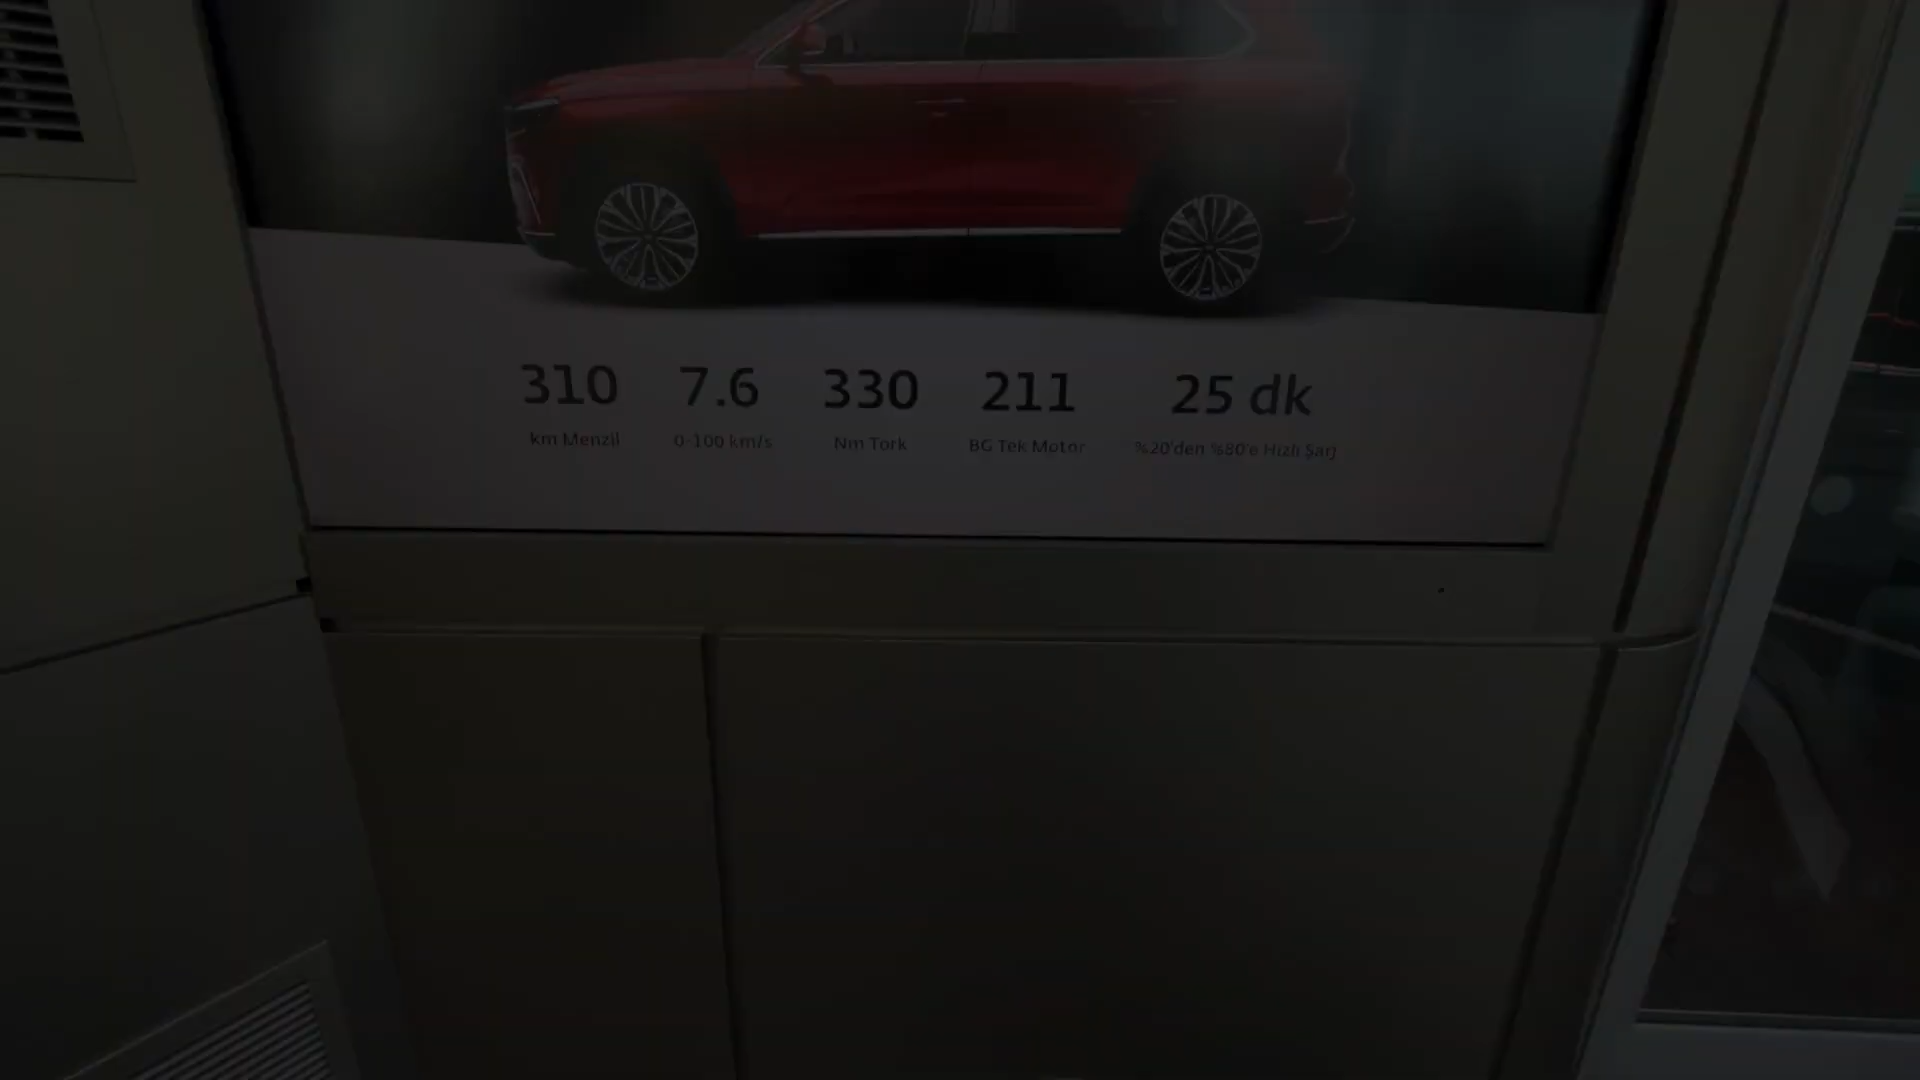 310 7.6 330 211 25 dk
km Menzil 0-100 km/s Nm Tork BG Tek Motor %20'den %80'e Hızlı Şarj